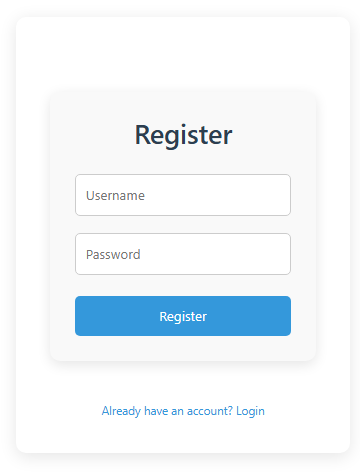 Register
Username
Password
Register
Already have an account? Login